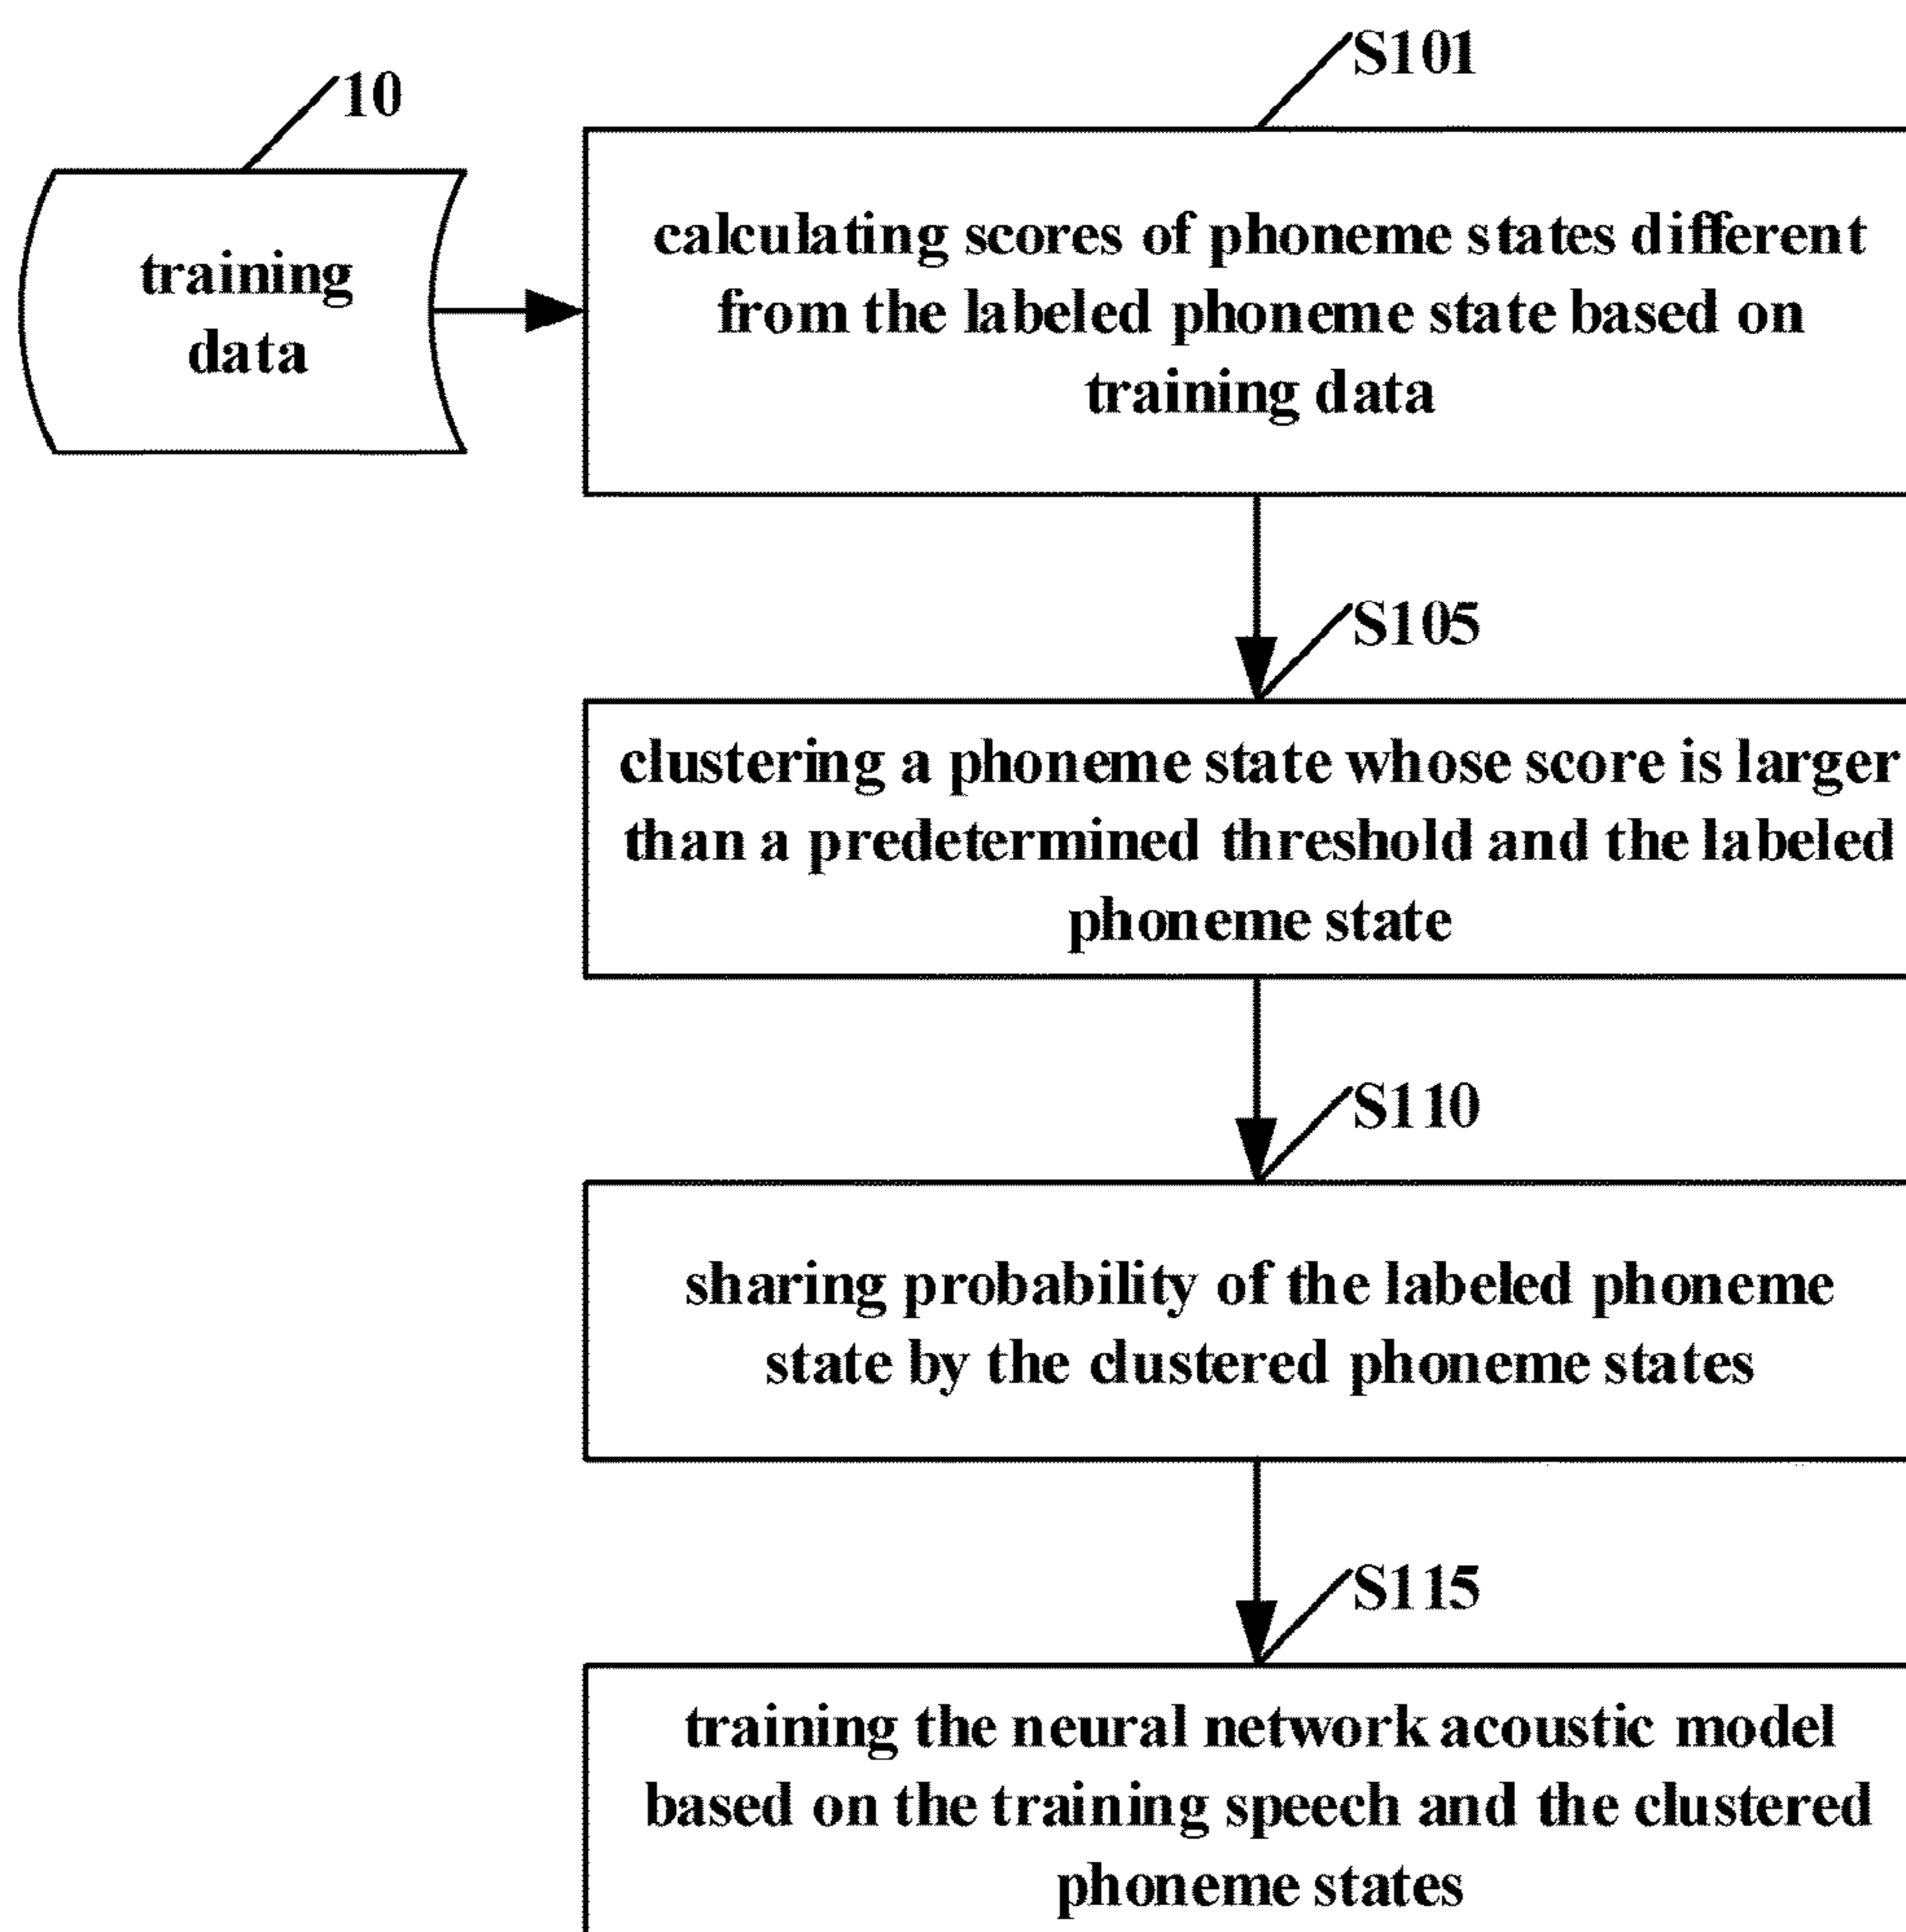 10
training
data
S101
calculating scores of phoneme states different
from the labeled phoneme state based on
training data
S105
clustering a phoneme state whose score is larger
than a predetermined threshold and the labeled
phoneme state
S110
sharing probability of the labeled phoneme
state by the clustered phoneme states
S115
training the neural network acoustic model
based on the training speech and the clustered
phoneme states